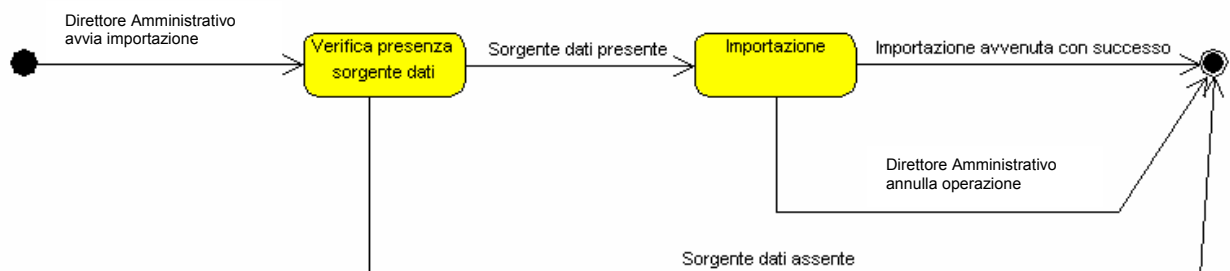 Direttore Amministrativo
avvia importazione
Verifica presenza
sorgente dati
Sorgente dati presente
Importazione
Importazione avvenuta con successo
Direttore Amministrativo
annulla operazione
Sorgente dati assente